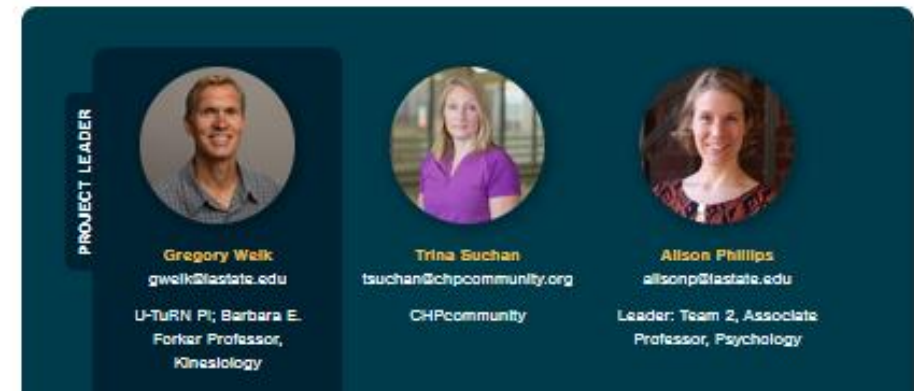 PROJECT LEADER
Gregory Welk
gwelk@iastate.edu
U-TuRN PI; Barbara E.
Forker Professor,
Kinesiology
Trina Suchan
tsuchan@chpcommunity.org
CHPcommunity
Alison Phillips
alisonp@iastate.edu
Leader: Team 2, Associate
Professor, Psychology